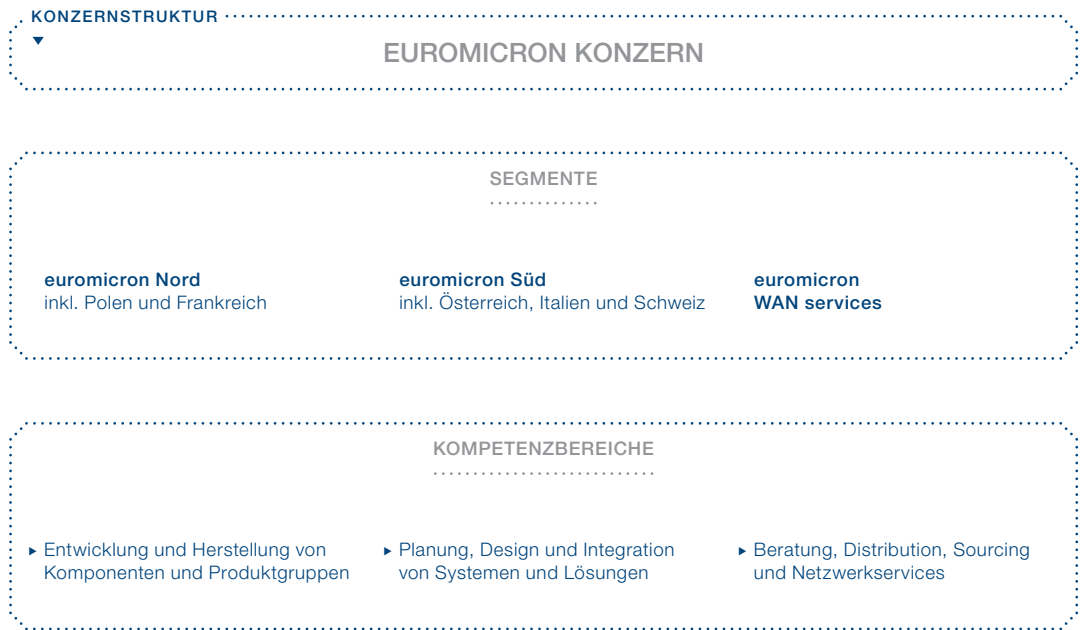 KONZERNSTRUKTUR
EUROMICRON KONZERN
SEGMENTE
euromicron Nord
inkl. Polen und Frankreich
euromicron Süd
inkl. Österreich, Italien und Schweiz
euromicron
WAN services
KOMPETENZBEREICHE
Entwicklung und Herstellung von
Komponenten und Produktgruppen
Planung, Design und Integration
von Systemen und Lösungen
Beratung, Distribution, Sourcing
und Netzwerkservices